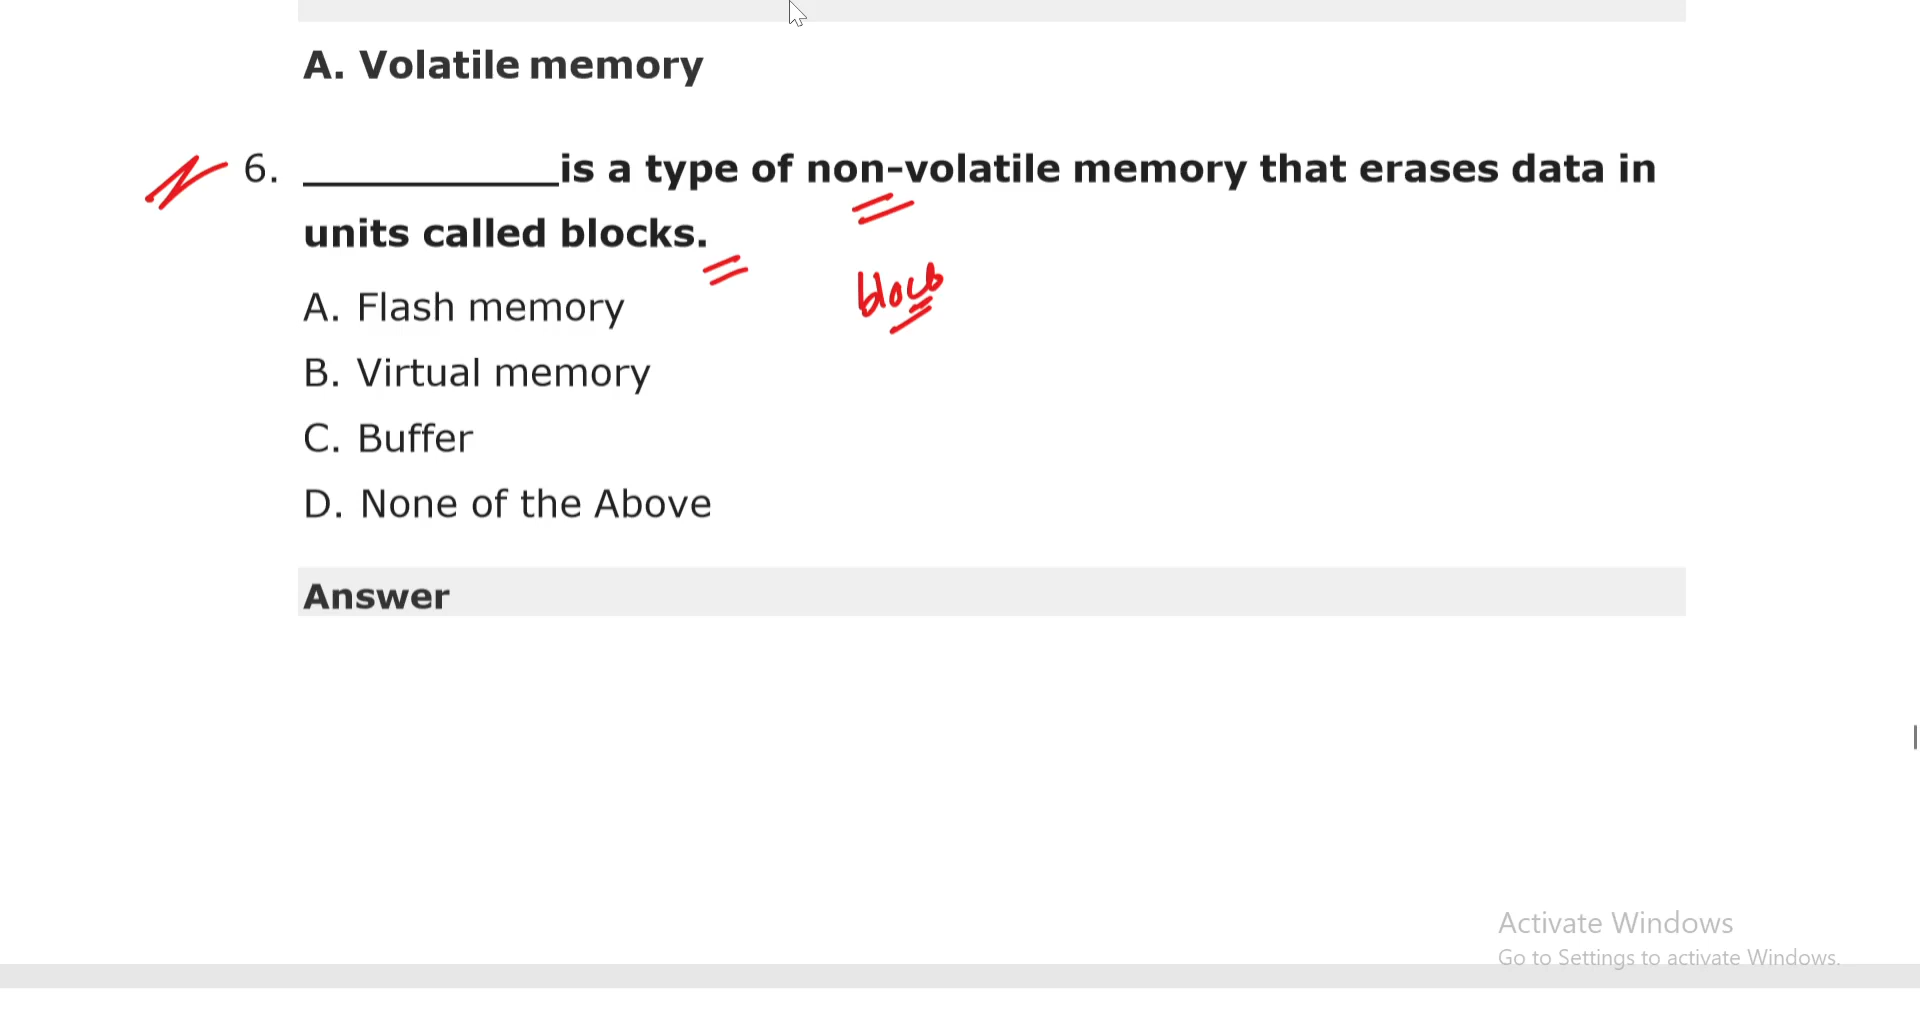 A. Volatile memory
6. ____________is a type of non-volatile memory that erases data in
units called blocks.
A. Flash memory
B. Virtual memory
C. Buffer
D. None of the Above
Answer
Activate Windows
Go to Settings to activate Windows.